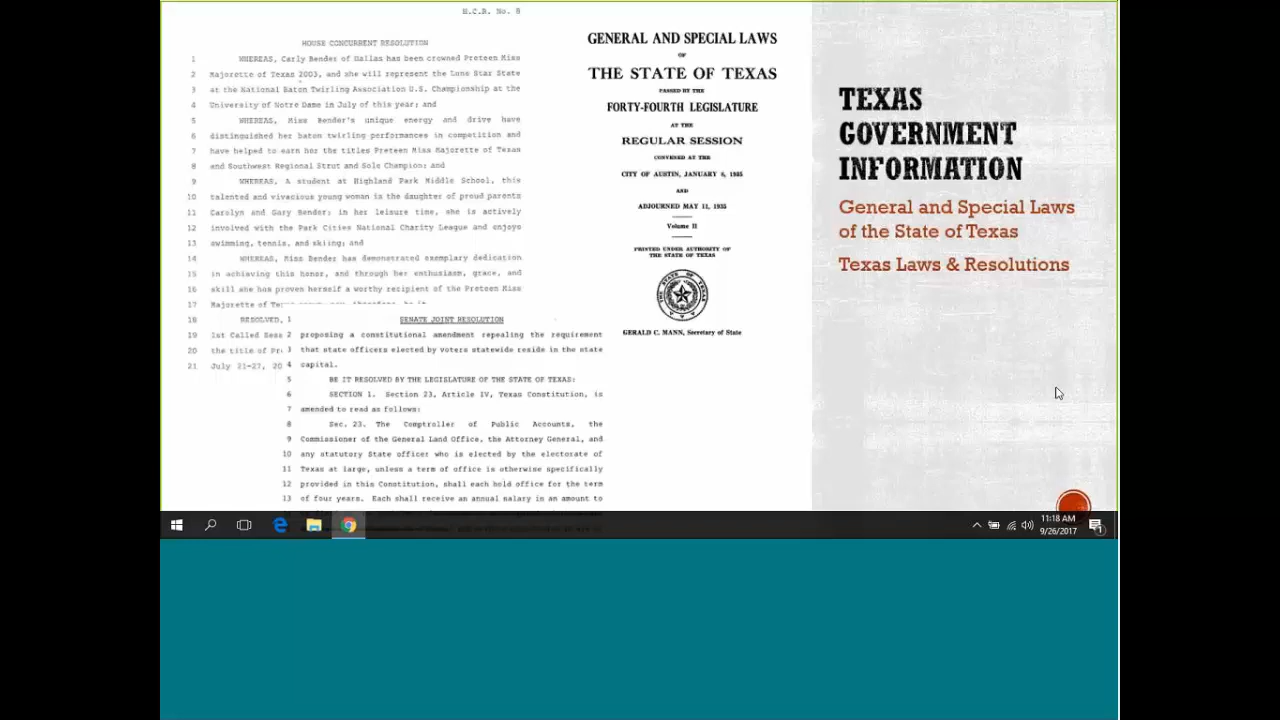 H.C.R. No. 8
HOUSE CONCURRENT RESOLUTION
1 WHEREAS, Carly Bender of Dallas has been crowned Preteen Miss
2 Majorette of Texas 2003, and she will represent the Lone Star State
3 at the National Baton Twirling Association U.S. Championship at the
4 University of Notre Dame in July of this year; and
5 WHEREAS, Miss Bender's unique energy and drive have
6 distinguished her baton twirling performances in competition and
7 have helped to earn her the titles Preteen Miss Majorette of Texas
8 and Southwest Regional Strut and Solo Champion; and
9 WHEREAS, A student at Highland Park Middle School, this
10 talented and vivacious young woman is the daughter of proud parents
11 Carolyn and Gary Bender; in her leisure time, she is actively
12 involved with the Park Cities National Charity League and enjoys
13 swimming, tennis, and skiing; and
14 WHEREAS, Miss Bender has demonstrated exemplary dedication
15 in achieving this honor, and through her enthusiasm, grace, and
16 skill she has proven herself a worthy recipient of the Preteen Miss
17 Majorette of
18 RESOLVED,
19 1st Called
20 the title of
21 July 21-27, 20
1 SENATE JOINT RESOLUTION
2 proposing a constitutional amendment repealing the requirement
3 that state officers elected by voters statewide reside in the state
4 capital.
5 BE IT RESOLVED BY THE LEGISLATURE OF THE STATE OF TEXAS:
6 SECTION 1. Section 23, Article IV, Texas Constitution, is
7 amended to read as follows:
8 Sec. 23. The Comptroller of Public Accounts, the
9 Commissioner of the General Land Office, the Attorney General, and
10 any statutory State officer who is elected by the electorate of
11 Texas at large, unless a term of office is otherwise specifically
12 provided in this Constitution, shall each hold office for the term
13 of four years. Each shall receive an annual salary in an amount to
GENERAL AND SPECIAL LAWS
OF
THE STATE OF TEXAS
PASSED BY THE
FORTY-FOURTH LEGISLATURE
AT THE
REGULAR SESSION
CONVENED AT THE
CITY OF AUSTIN, JANUARY 8, 1935
AND
ADJOURNED MAY 11, 1935
Volume II
PRINTED UNDER AUTHORITY OF
THE STATE OF TEXAS
GERALD C. MANN, Secretary of State
TEXAS
GOVERNMENT
INFORMATION
General and Special Laws
of the State of Texas
Texas Laws & Resolutions
11:18 AM
9/26/2017
1